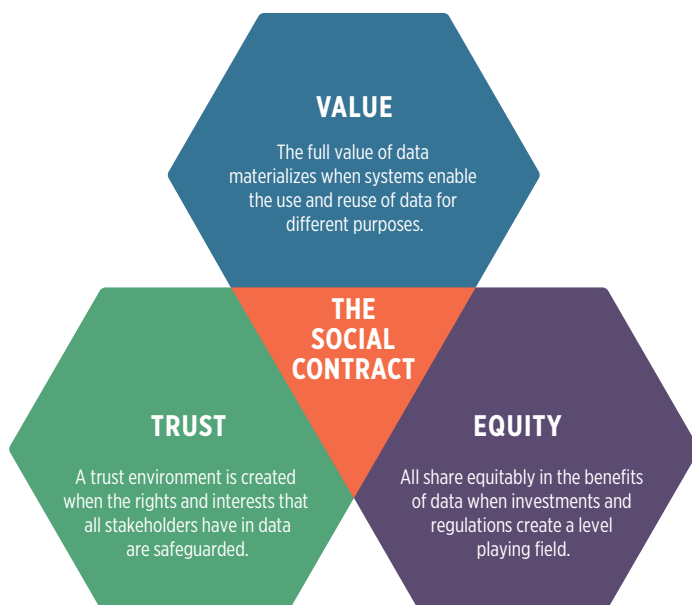 VALUE
The full value of data
materializes when systems enable
the use and reuse of data for
different purposes.
THE
SOCIAL
CONTRACT
TRUST
A trust environment is created
when the rights and interests that
all stakeholders have in data
are safeguarded.
EQUITY
All share equitably in the benefits
of data when investments and
regulations create a level
playing field.